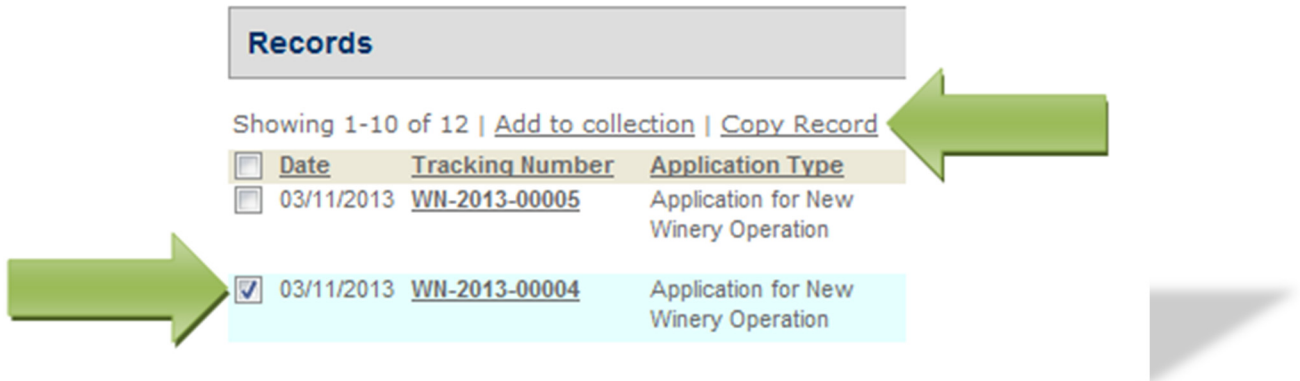 Records
Showing 1-10 of 12 | Add to collection | Copy Record
Date Tracking Number Application Type
03/11/2013 WN-2013-00005 Application for New
Winery Operation
03/11/2013 WN-2013-00004 Application for New
Winery Operation